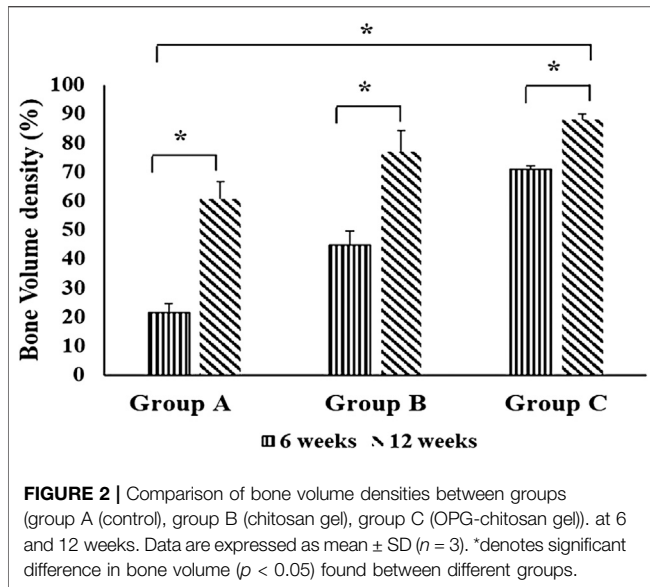 *
*
*
*
Bone Volume density (%)
100
90
80
70
60
50
40
30
20
10
0
Group A Group B Group C
6 weeks 12 weeks
FIGURE 2 | Comparison of bone volume densities between groups
(group A (control), group B (chitosan gel), group C (OPG-chitosan gel)). at 6
and 12 weeks. Data are expressed as mean ± SD (n = 3). *denotes significant
difference in bone volume (p < 0.05) found between different groups.